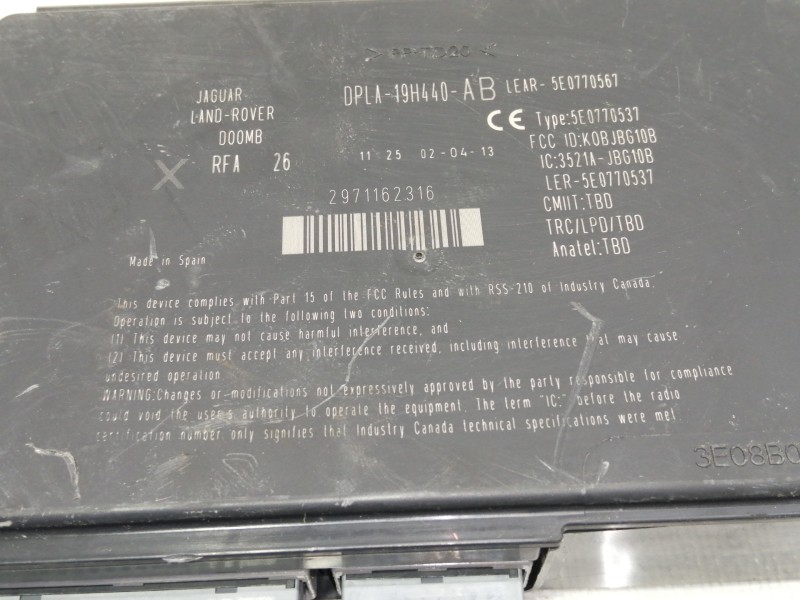 JAGUAR
LAND-ROVER
DOOMB
RFA 26
DPLA-19H440-AB
LEAR- 5E0770567
11 25 02-04-13
2971162316
CE Type:5E0770537
FCC ID:KOBJBG10B
IC:3521A-JBG10B
LER-5E0770537
CMIIT:TBD
TRC/LPD/TBD
Anatel:TBD
Made in Spain
This device complies with Part 15 of the FCC Rules and with RSS-210 of Industry Canada.
Operation is subject to the following two conditions:
(1) This device may not cause harmful interference, and
(2) This device must accept any interference received, including interference that may cause
undesired operation
WARNING:Changes or modifications not expressively approved by the party responsible for compliance
could void the user's authority to operate the equipment. The term "IC:" before the radio
certification number only signifies that Industry Canada technical specifications were met
3E08B0